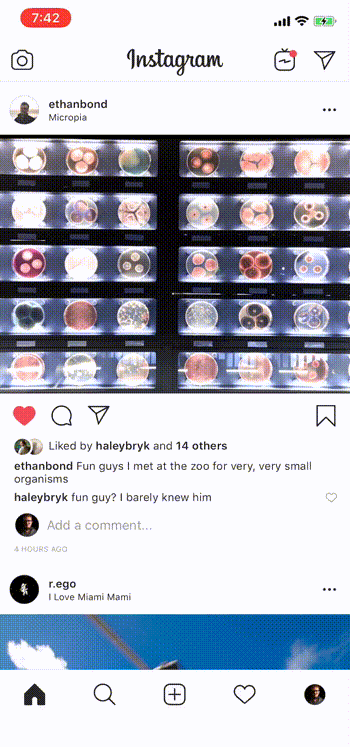 7:42
Instagram
ethanbond
Micropia
Liked by haleybryk and 14 others
ethanbond Fun guys I met at the zoo for very, very small
organisms
haleybryk fun guy? I barely knew him
Add a comment...
4 HOURS AGO
r.ego
I Love Miami Mami